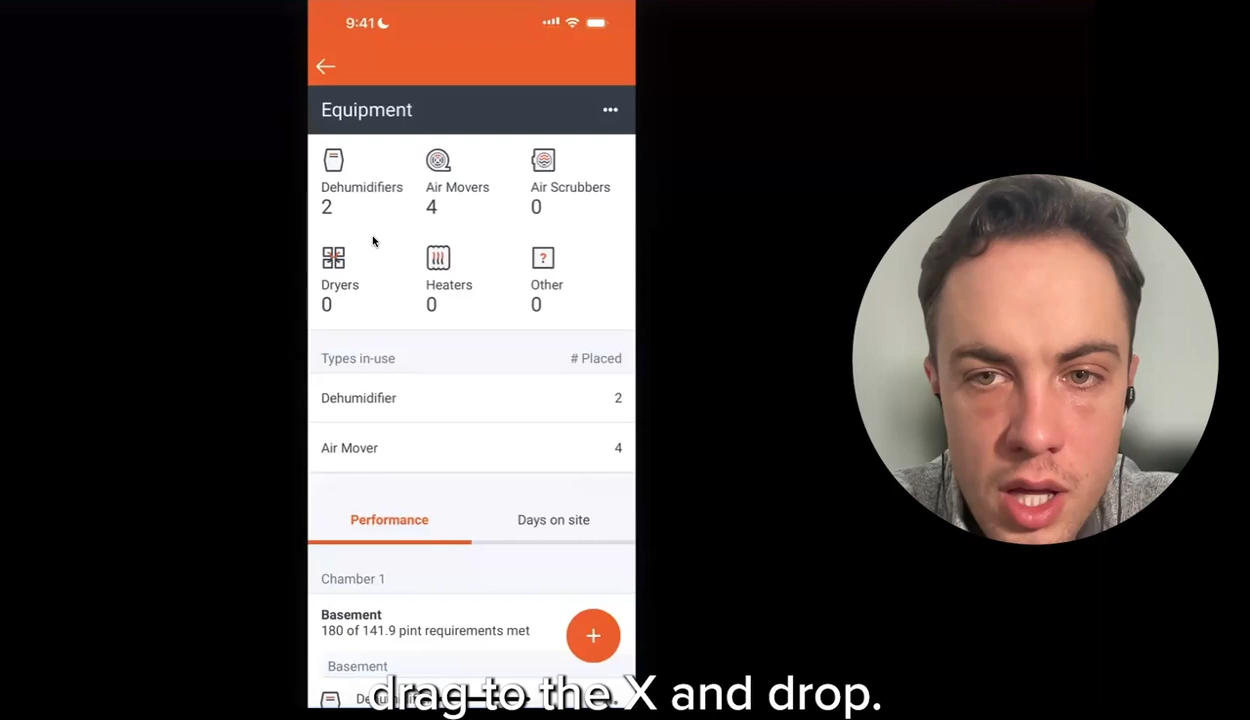 9:41
Equipment
Dehumidifiers Air Movers Air Scrubbers
2 4 0
?
Dryers Heaters Other
0 0 0
Types in-use # Placed
Dehumidifier 2
Air Mover 4
Performance Days on site
Chamber 1
Basement
180 of 141.9 pint requirements met
+
Basement
drag to the X and drop.